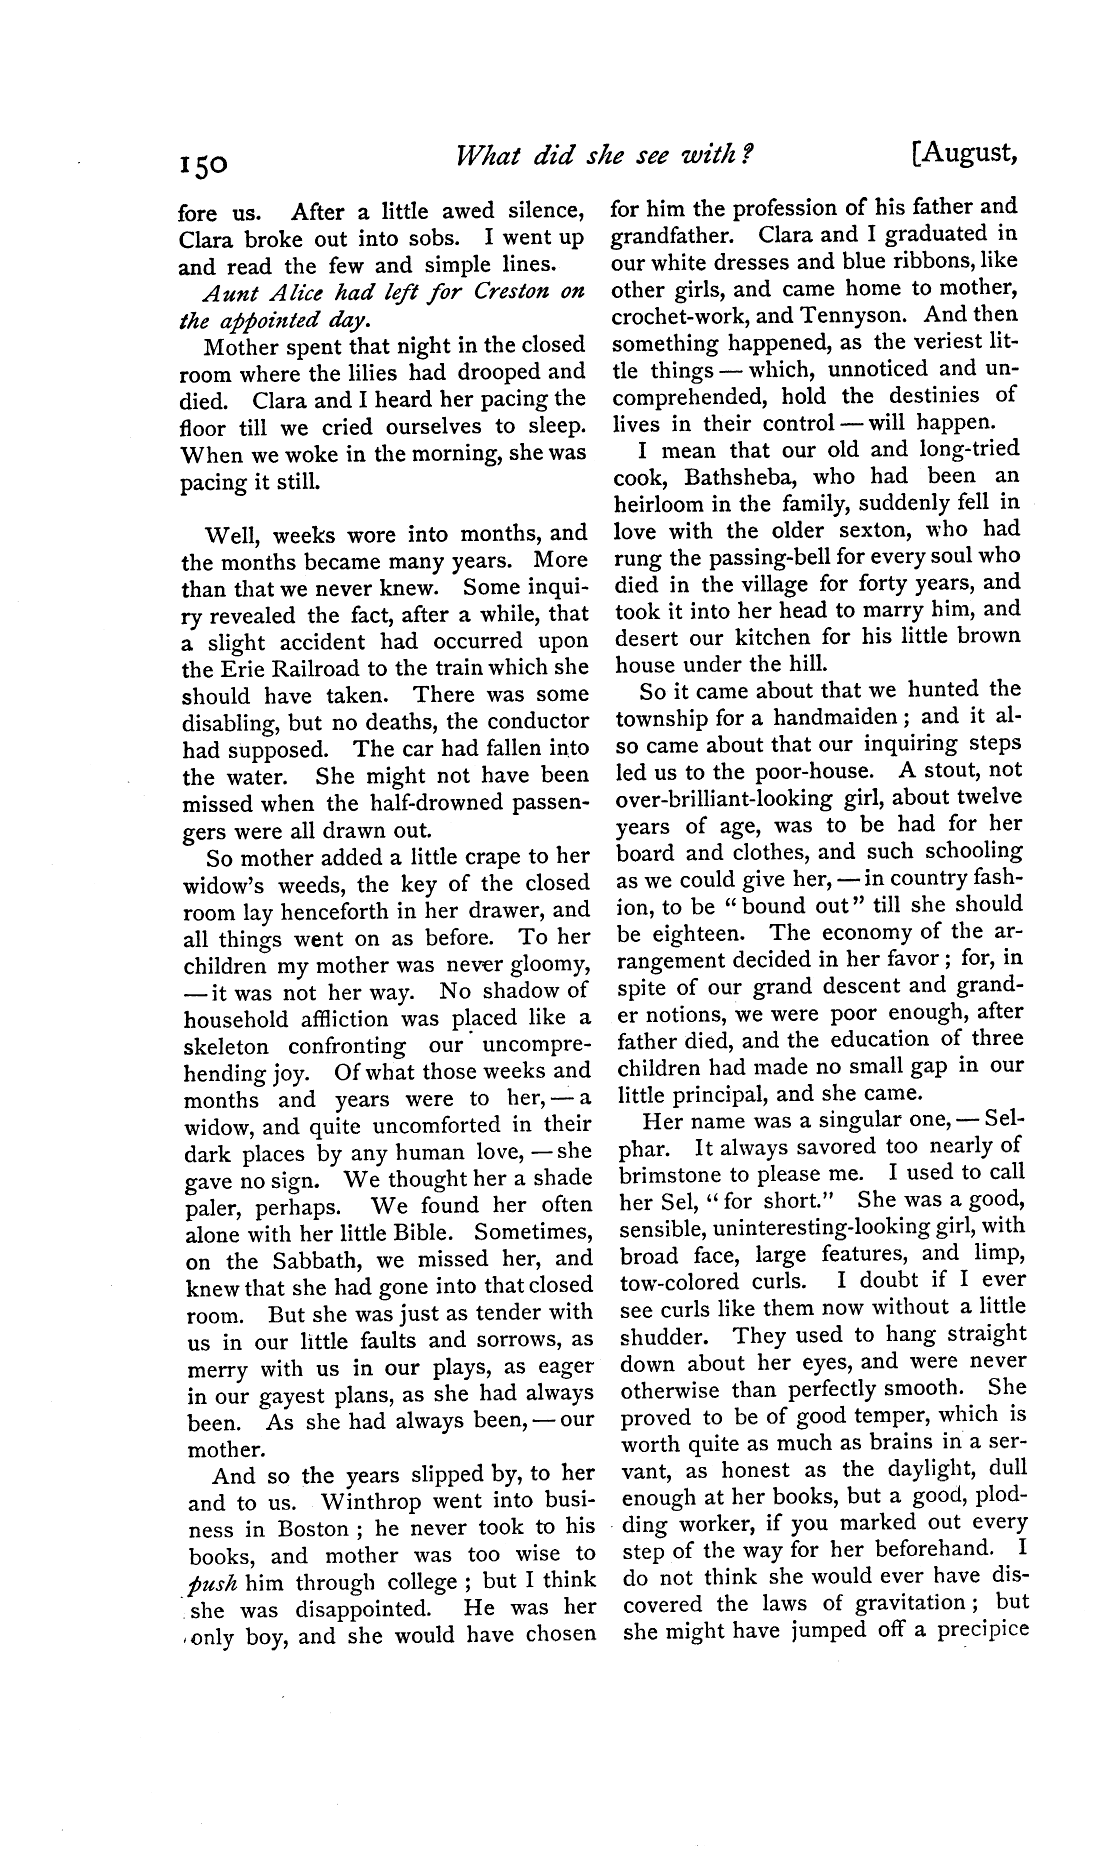 150 What did she see with? [August,
fore us. After a little awed silence,
Clara broke out into sobs. I went up
and read the few and simple lines.
Aunt Alice had left for Creston on
the appointed day.
Mother spent that night in the closed
room where the lilies had drooped and
died. Clara and I heard her pacing the
floor till we cried ourselves to sleep.
When we woke in the morning, she was
pacing it still.
Well, weeks wore into months, and
the months became many years. More
than that we never knew. Some inqui-
ry revealed the fact, after a while, that
a slight accident had occurred upon
the Erie Railroad to the train which she
should have taken. There was some
disabling, but no deaths, the conductor
had supposed. The car had fallen into
the water. She might not have been
missed when the half-drowned passen-
gers were all drawn out.
So mother added a little crape to her
widow's weeds, the key of the closed
room lay henceforth in her drawer, and
all things went on as before. To her
children my mother was never gloomy,
— it was not her way. No shadow of
household affliction was placed like a
skeleton confronting our uncompre-
hending joy. Of what those weeks and
months and years were to her, — a
widow, and quite uncomforted in their
dark places by any human love, — she
gave no sign. We thought her a shade
paler, perhaps. We found her often
alone with her little Bible. Sometimes,
on the Sabbath, we missed her, and
knew that she had gone into that closed
room. But she was just as tender with
us in our little faults and sorrows, as
merry with us in our plays, as eager
in our gayest plans, as she had always
been. As she had always been, — our
mother.
And so the years slipped by, to her
and to us. Winthrop went into busi-
ness in Boston ; he never took to his
books, and mother was too wise to
push him through college ; but I think
she was disappointed. He was her
only boy, and she would have chosen
for him the profession of his father and
grandfather. Clara and I graduated in
our white dresses and blue ribbons, like
other girls, and came home to mother,
crochet-work, and Tennyson. And then
something happened, as the veriest lit-
tle things — which, unnoticed and un-
comprehended, hold the destinies of
lives in their control — will happen.
I mean that our old and long-tried
cook, Bathsheba, who had been an
heirloom in the family, suddenly fell in
love with the older sexton, who had
rung the passing-bell for every soul who
died in the village for forty years, and
took it into her head to marry him, and
desert our kitchen for his little brown
house under the hill.
So it came about that we hunted the
township for a handmaiden ; and it al-
so came about that our inquiring steps
led us to the poor-house. A stout, not
over-brilliant-looking girl, about twelve
years of age, was to be had for her
board and clothes, and such schooling
as we could give her, — in country fash-
ion, to be "bound out" till she should
be eighteen. The economy of the ar-
rangement decided in her favor ; for, in
spite of our grand descent and grand-
er notions, we were poor enough, after
father died, and the education of three
children had made no small gap in our
little principal, and she came.
Her name was a singular one, — Sel-
phar. It always savored too nearly of
brimstone to please me. I used to call
her Sel, "for short." She was a good,
sensible, uninteresting-looking girl, with
broad face, large features, and limp,
tow-colored curls. I doubt if I ever
see curls like them now without a little
shudder. They used to hang straight
down about her eyes, and were never
otherwise than perfectly smooth. She
proved to be of good temper, which is
worth quite as much as brains in a ser-
vant, as honest as the daylight, dull
enough at her books, but a good, plod-
ding worker, if you marked out every
step of the way for her beforehand. I
do not think she would ever have dis-
covered the laws of gravitation ; but
she might have jumped off a precipice